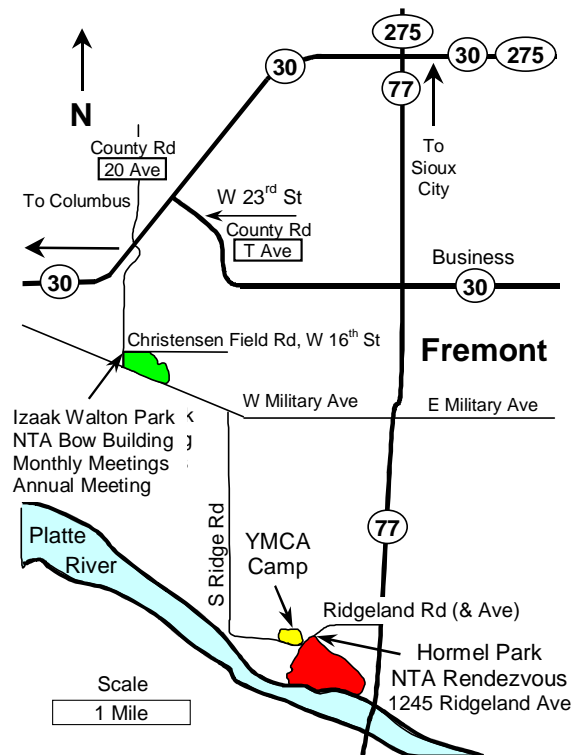 275
30
30
275
77
N
To
Sioux
City
County Rd
20 Ave
To Columbus
W 23rd St
County Rd
T Ave
Business
30
30
Christensen Field Rd, W 16th St
Fremont
W Military Ave
E Military Ave
Izaak Walton Park
NTA Bow Building
Monthly Meetings
Annual Meeting
77
Platte
River
S Ridge Rd
YMCA
Camp
Ridgeland Rd (& Ave)
Hormel Park
NTA Rendezvous
1245 Ridgeland Ave
Scale
1 Mile